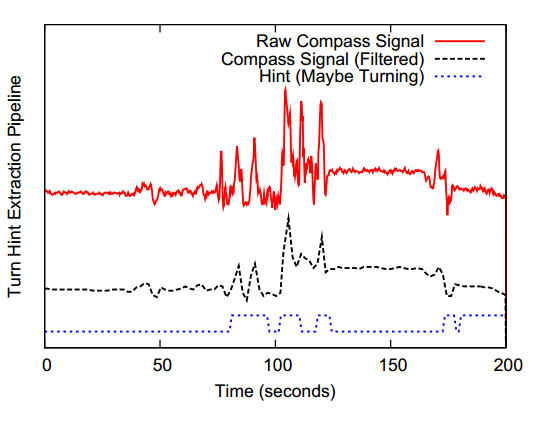 Raw Compass Signal
Compass Signal (Filtered)
Hint (Maybe Turning)
Turn Hint Extraction Pipeline
0 50 100 150 200
Time (seconds)